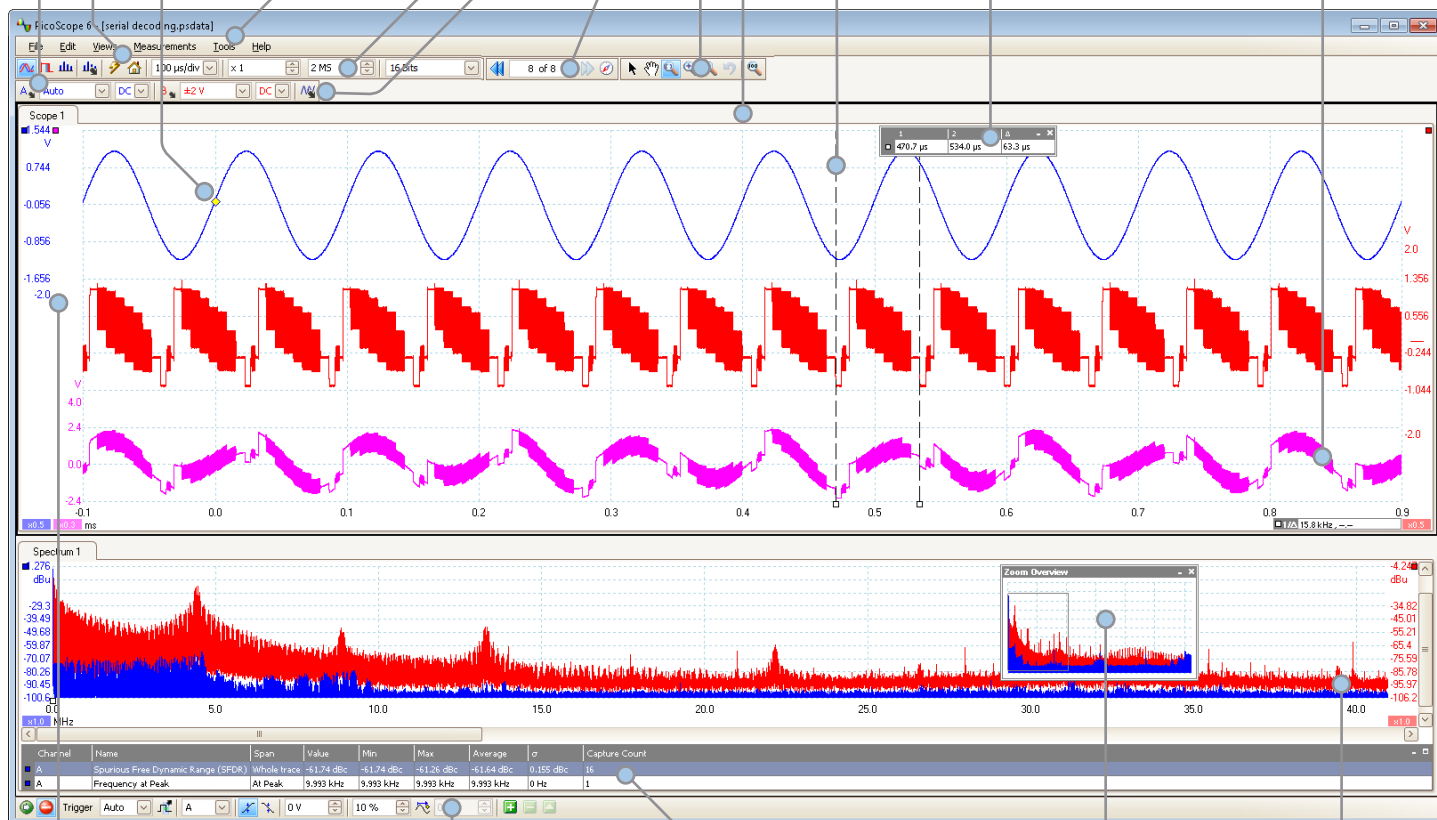 PicoScope 6 - [serial decoding.psdata]
File Edit Views Measurements Tools Help
100 µs/div x 1 2 MS 16 Bits 8 of 8
A Auto DC B ±2 V DC
Scope 1
1.544
V
0.744
-0.056
-0.856
-1.656
-2.0
1 2 Δ
470.7 µs 534.0 µs 63.3 µs
V
2.0
1.356
0.556
-0.244
-1.044
-2.0
V
4.0
2.4
0.0
-2.4
-0.1 0.0 0.1 0.2 0.3 0.4 0.5 0.6 0.7 0.8 0.9
x0.5 x0.3 ms
1/Δ 15.8 kHz , --.-- x0.5
Spectrum 1
1.276
dBu
-29.3
-39.49
-49.68
-59.87
-70.07
-80.26
-90.45
-100.6
Zoom Overview
dBu
-34.82
-45.01
-55.21
-65.4
-75.59
-85.78
-95.97
-106.2
0.0 5.0 10.0 15.0 20.0 25.0 30.0 35.0 40.0
x1.0 MHz x1.0
Channel Name Span Value Min Max Average σ Capture Count
A Spurious Free Dynamic Range (SFDR) Whole trace -61.74 dBc -61.74 dBc -61.26 dBc -61.64 dBc 0.155 dBc 16
A Frequency at Peak At Peak 9.993 kHz 9.993 kHz 9.993 kHz 9.993 kHz 0 Hz 1
Trigger Auto A 0 V 10 %